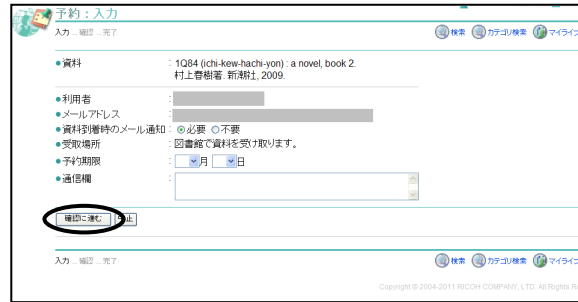 予約：入力
入力 ... 確認 ... 完了 検索 カテゴリ検索 マイライブ
●資料 : 1Q84 (ichi-kew-hachi-yon) : a novel, book 2.
村上春樹著. 新潮社, 2009.
●利用者 :
●メールアドレス :
●資料到着時のメール通知 : 必要 不要
●受取場所 : 図書館で資料を受け取ります。
●予約期限 : 月 日
●通信欄 :
確認に進む 中止
入力 ... 確認 ... 完了 検索 カテゴリ検索 マイライブ
Copyright © 2004-2011 RICOH COMPANY, LTD. All Rights R